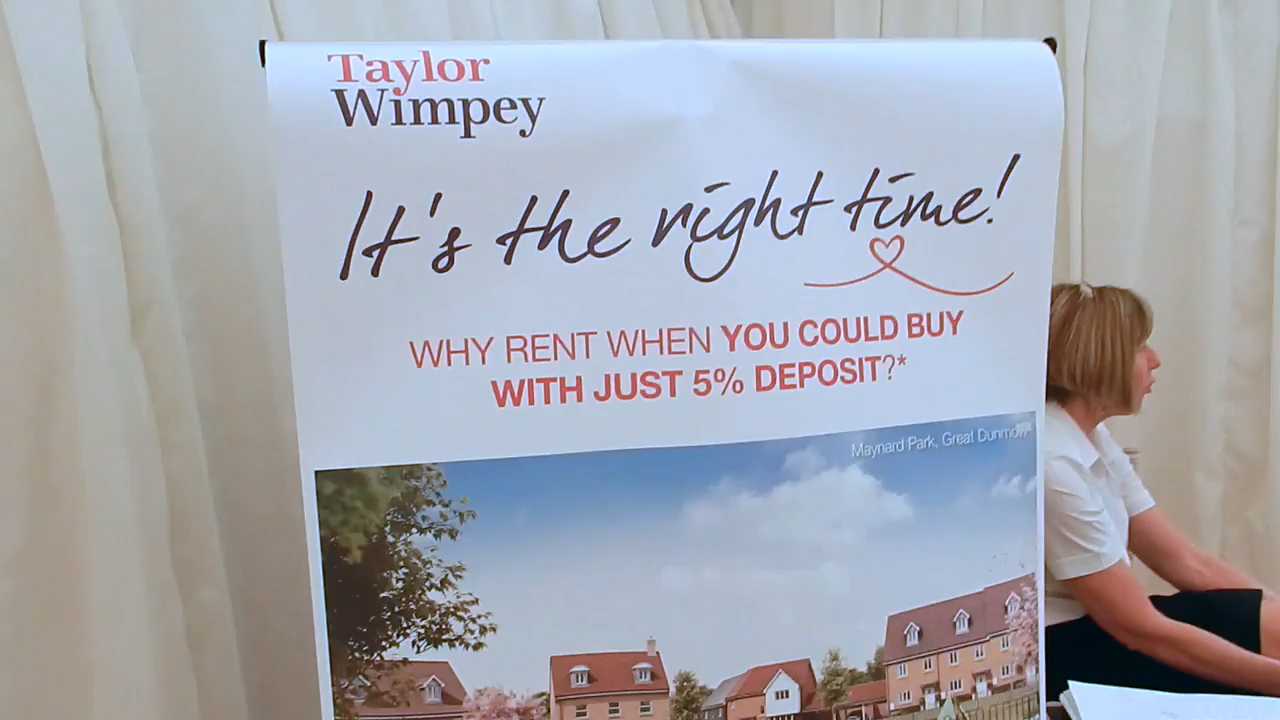 Taylor
Wimpey
It's the right time!
WHY RENT WHEN YOU COULD BUY
WITH JUST 5% DEPOSIT?*
Maynard Park, Great Dunmow